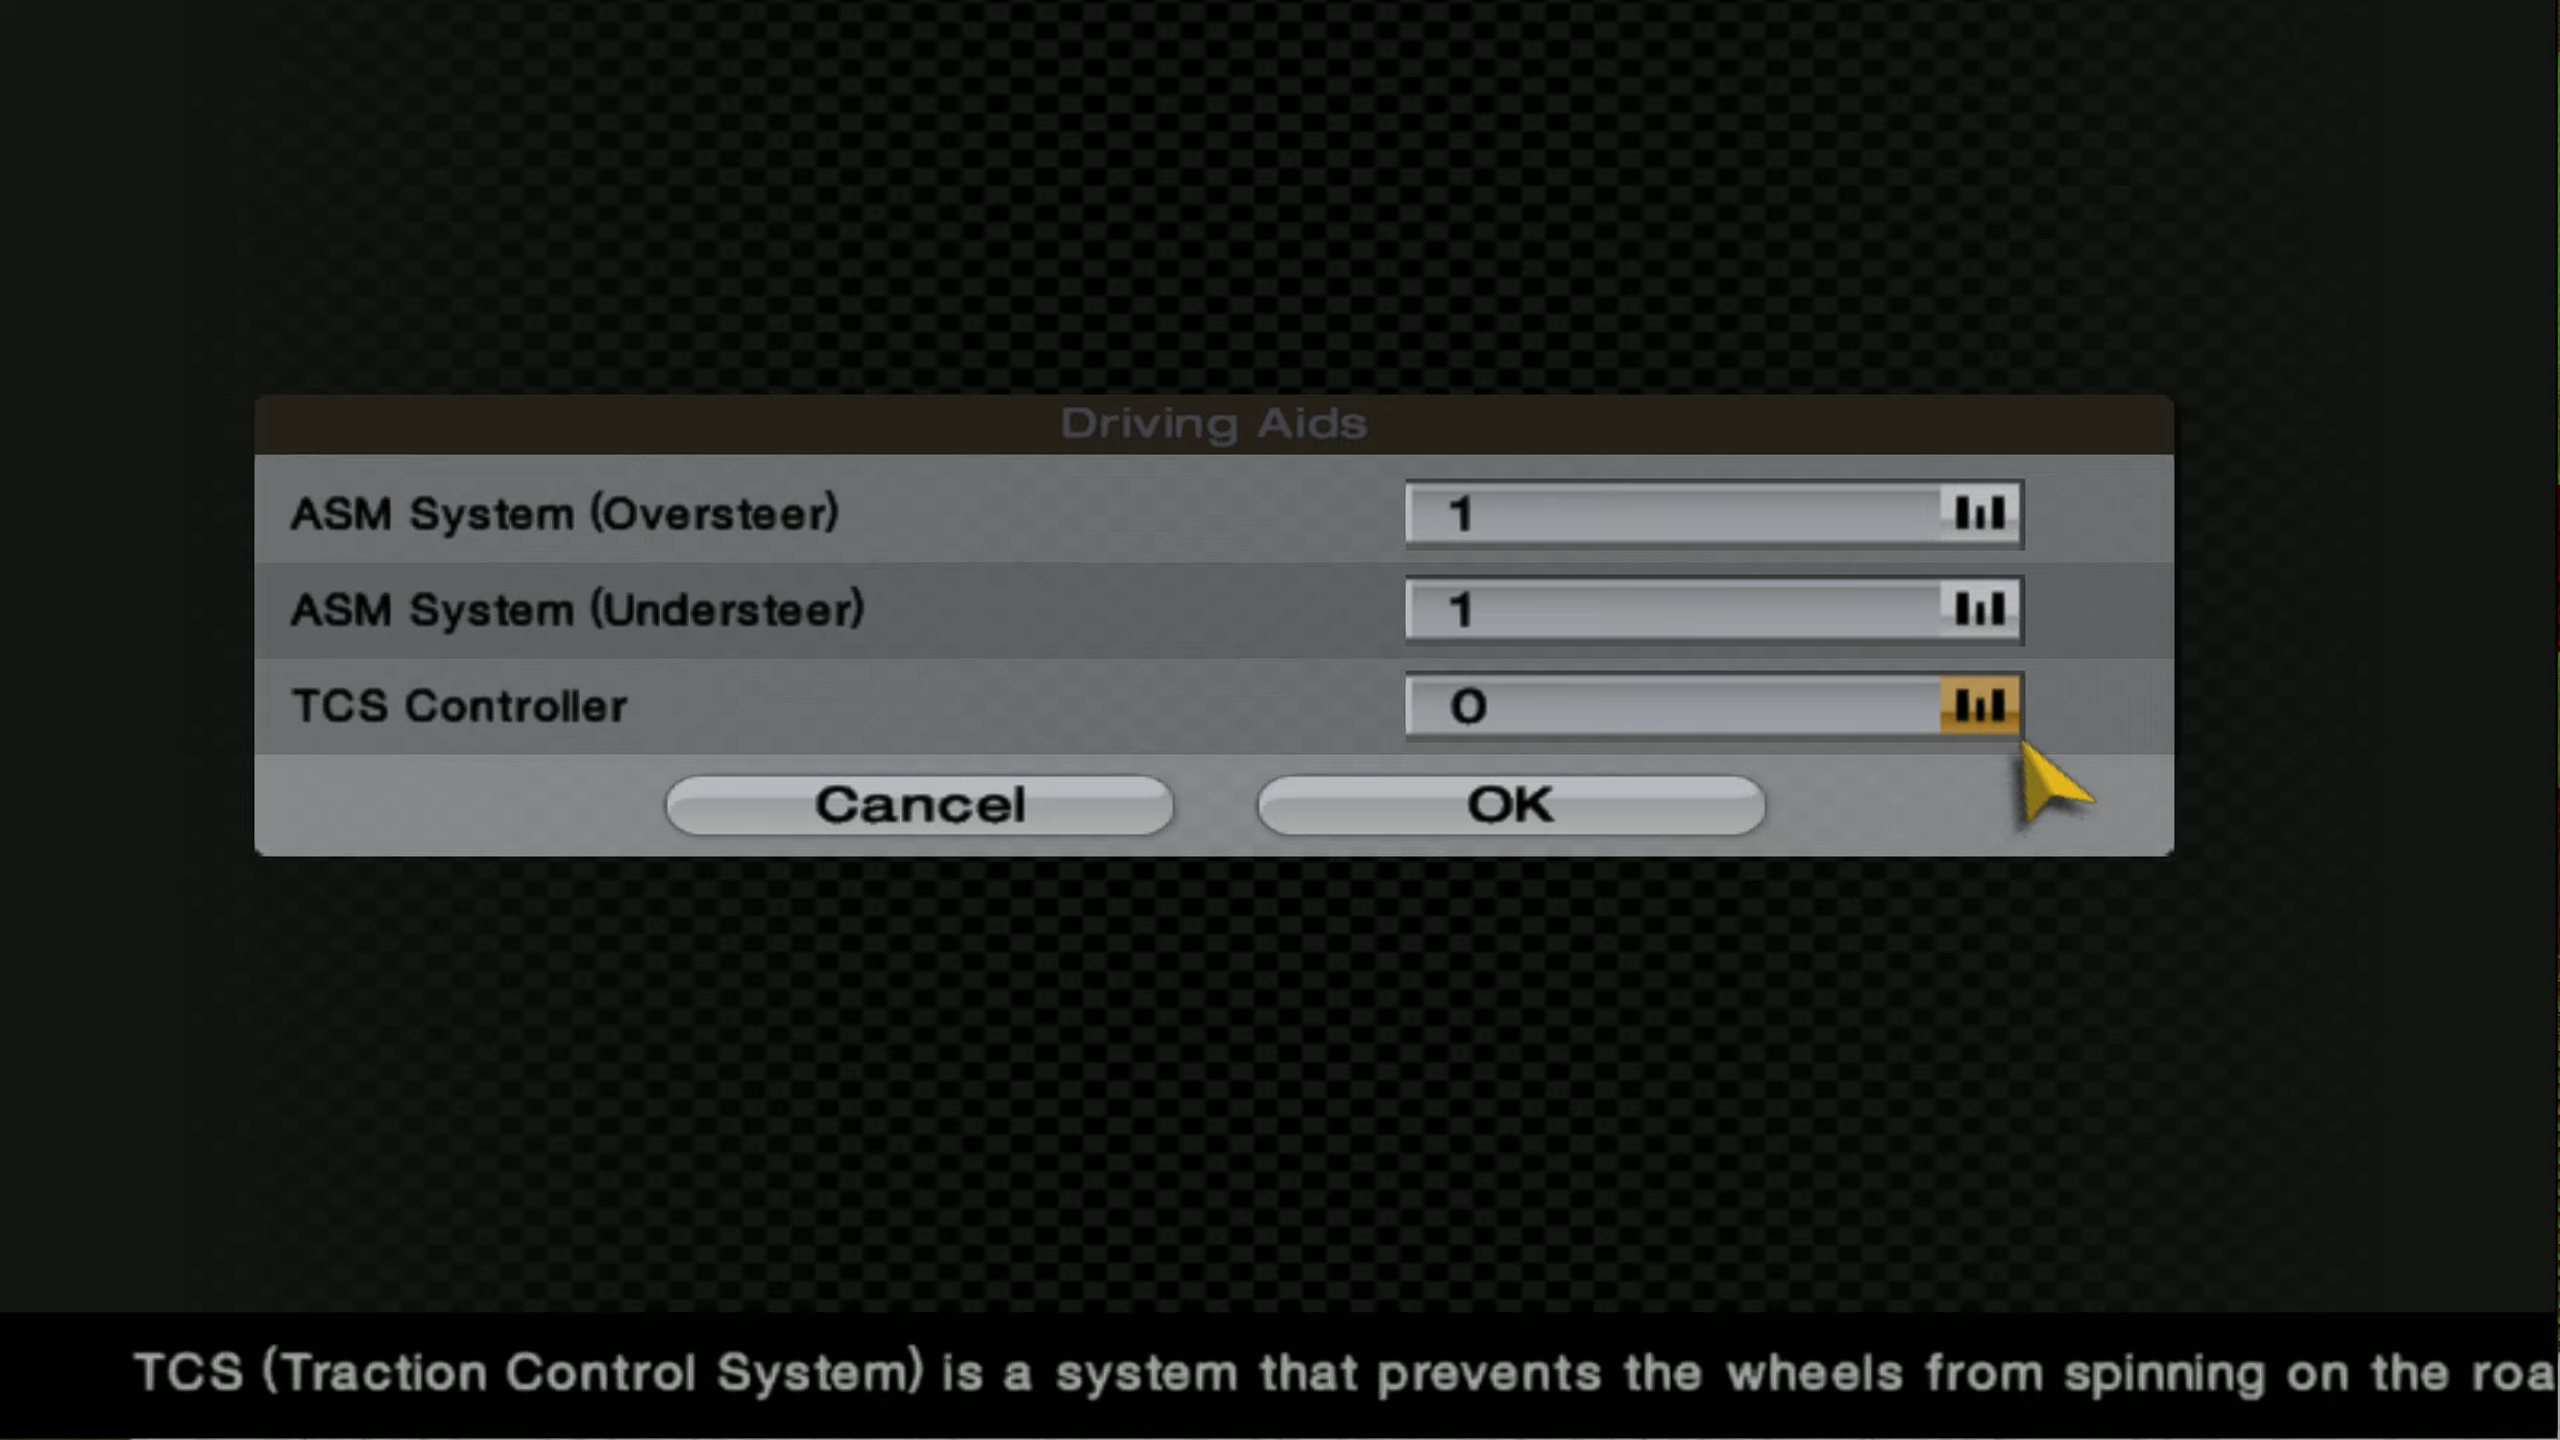 Driving Aids
ASM System (Oversteer) 1
ASM System (Understeer) 1
TCS Controller 0
Cancel OK
TCS (Traction Control System) is a system that prevents the wheels from spinning on the roa